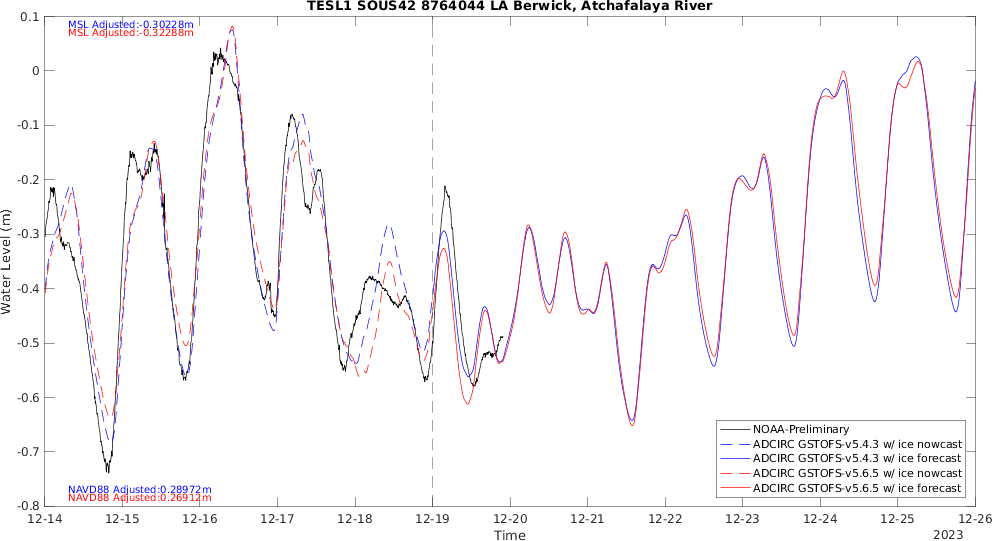 TESL1 SOUS42 8764044 LA Berwick, Atchafalaya River
MSL Adjusted:-0.30228m
MSL Adjusted:-0.32288m
0.1
0
-0.1
-0.2
-0.3
-0.4
-0.5
-0.6
-0.7
-0.8
Water Level (m)
NAVD88 Adjusted:0.28972m
NAVD88 Adjusted:0.26912m
NOAA-Preliminary
ADCIRC GSTOFS-v5.4.3 w/ ice nowcast
ADCIRC GSTOFS-v5.4.3 w/ ice forecast
ADCIRC GSTOFS-v5.6.5 w/ ice nowcast
ADCIRC GSTOFS-v5.6.5 w/ ice forecast
12-14 12-15 12-16 12-17 12-18 12-19 12-20 12-21 12-22 12-23 12-24 12-25 12-26
Time
2023